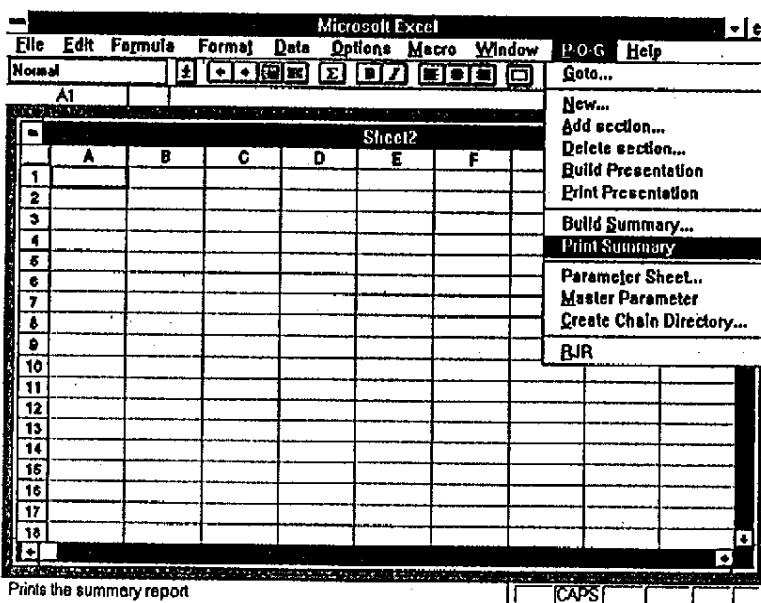 Microsoft Excel
File Edit Formula Format Data Options Macro Window P-O-G Help
Normal
A1
Sheet2
A B C D E F
1
2
3
4
5
6
7
8
9
10
11
12
13
14
15
16
17
18
Goto...
New...
Add section...
Delete section...
Build Presentation
Print Presentation
Build Summary...
Print Summary
Parameter Sheet...
Master Parameter
Create Chain Directory...
RJR
Prints the summary report
CAPS